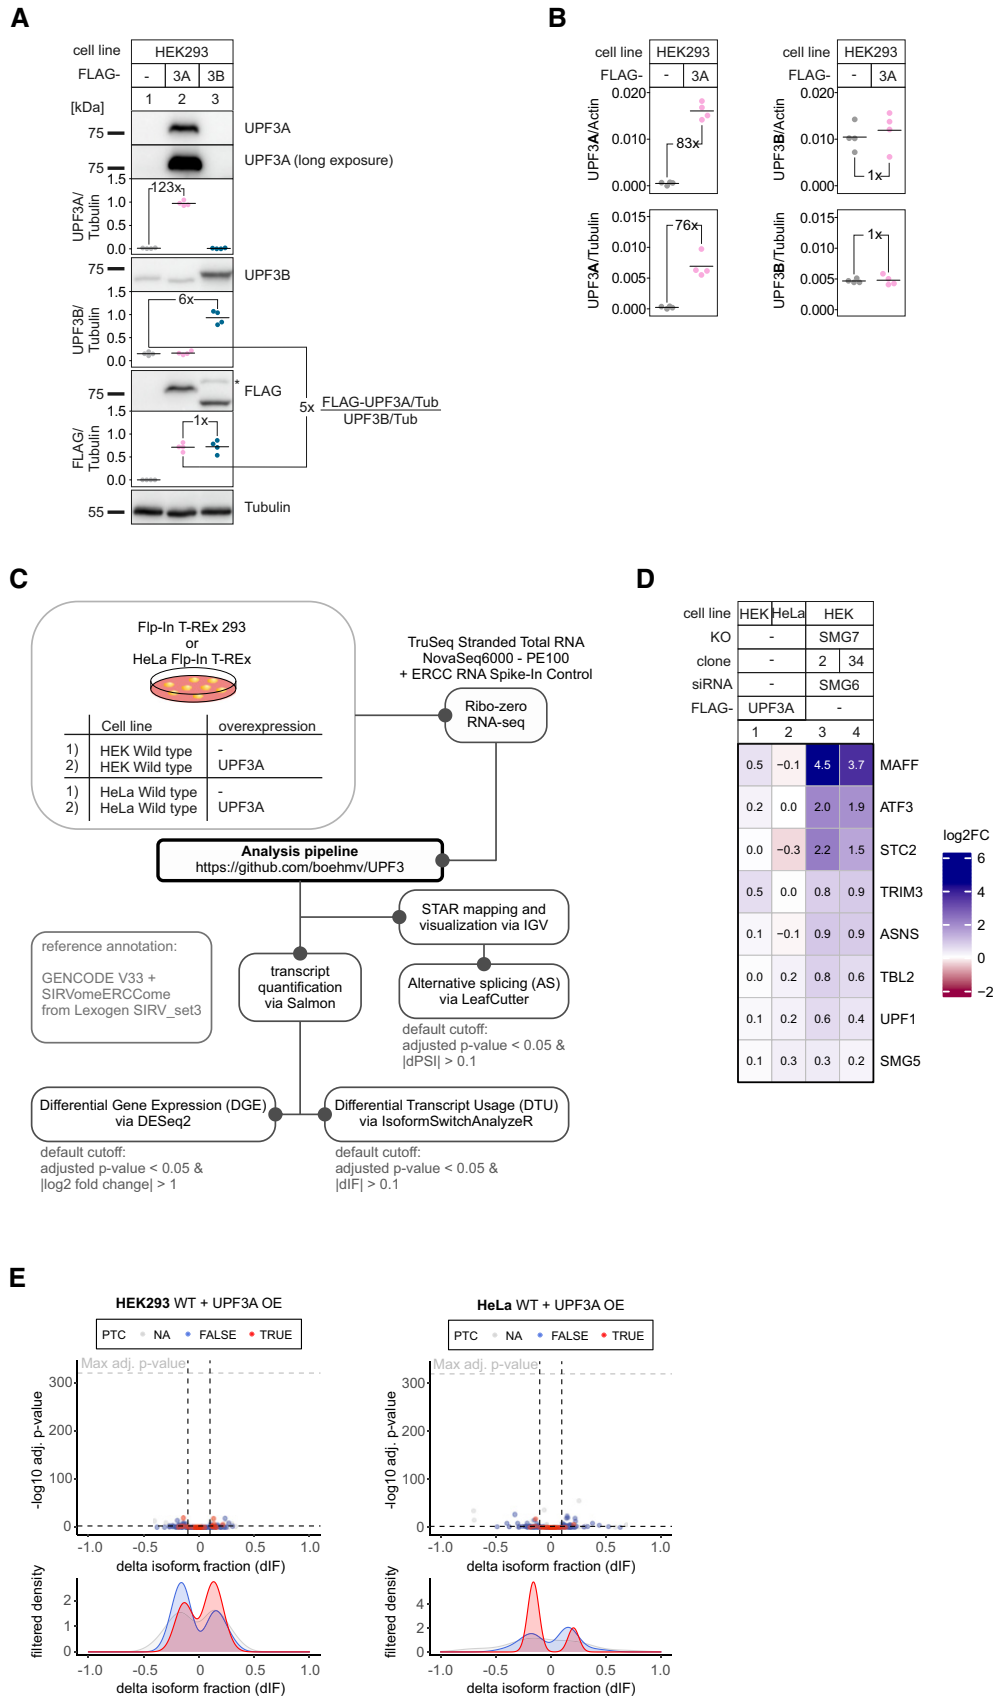 A
cell line HEK293
FLAG- - 3A 3B
[kDa] 1 2 3
75 UPF3A
75 UPF3A (long exposure)
UPF3A/
Tubulin
1.5
1.0
0.5
0.0
123x
75 UPF3B
UPF3B/
Tubulin
1.5
1.0
0.5
0.0
6x
75 * FLAG
5x FLAG-UPF3A/Tub
UPF3B/Tub
FLAG/
Tubulin
1.5
1.0
0.5
0.0
1x
55 Tubulin
B
cell line HEK293
FLAG- - 3A
UPF3A/Actin
0.020
0.010
0.000
83x
UPF3A/Tubulin
0.015
0.010
0.005
0.000
76x
cell line HEK293
FLAG- - 3A
UPF3B/Actin
0.020
0.010
0.000
1x
UPF3B/Tubulin
0.015
0.010
0.005
0.000
1x
C
Flp-In T-REx 293
or
HeLa Flp-In T-REx
Cell line overexpression
1) HEK Wild type -
2) HEK Wild type UPF3A
1) HeLa Wild type -
2) HeLa Wild type UPF3A
TruSeq Stranded Total RNA
NovaSeq6000 - PE100
+ ERCC RNA Spike-In Control
Ribo-zero
RNA-seq
Analysis pipeline
https://github.com/boehmv/UPF3
STAR mapping and
visualization via IGV
reference annotation:
GENCODE V33 +
SIRVomeERCCome
from Lexogen SIRV_set3
transcript
quantification
via Salmon
Alternative splicing (AS)
via LeafCutter
default cutoff:
adjusted p-value < 0.05 &
|dPSI| > 0.1
Differential Gene Expression (DGE)
via DESeq2
default cutoff:
adjusted p-value < 0.05 &
|log2 fold change| > 1
Differential Transcript Usage (DTU)
via IsoformSwitchAnalyzeR
default cutoff:
adjusted p-value < 0.05 &
|dIF| > 0.1
D
cell line HEK HeLa HEK
KO - SMG7
clone - 2 34
siRNA - SMG6
FLAG- UPF3A -
1 2 3 4
0.5 −0.1 4.5 3.7 MAFF
0.2 0.0 2.0 1.9 ATF3
0.0 −0.3 2.2 1.5 STC2
0.5 0.0 0.8 0.9 TRIM3
0.1 −0.1 0.9 0.9 ASNS
0.0 0.2 0.8 0.6 TBL2
0.1 0.2 0.6 0.4 UPF1
0.1 0.3 0.3 0.2 SMG5
log2FC
6
4
2
0
−2
E
HEK293 WT + UPF3A OE
PTC NA FALSE TRUE
Max adj. p-value
-log10 adj. p-value
300
200
100
0
-1.0 -0.5 0 0.5 1.0
delta isoform fraction (dIF)
filtered density
2
1
0
-1.0 -0.5 0 0.5 1.0
delta isoform fraction (dIF)
HeLa WT + UPF3A OE
PTC NA FALSE TRUE
Max adj. p-value
-log10 adj. p-value
300
200
100
0
-1.0 -0.5 0 0.5 1.0
delta isoform fraction (dIF)
filtered density
6
4
2
0
-1.0 -0.5 0 0.5 1.0
delta isoform fraction (dIF)